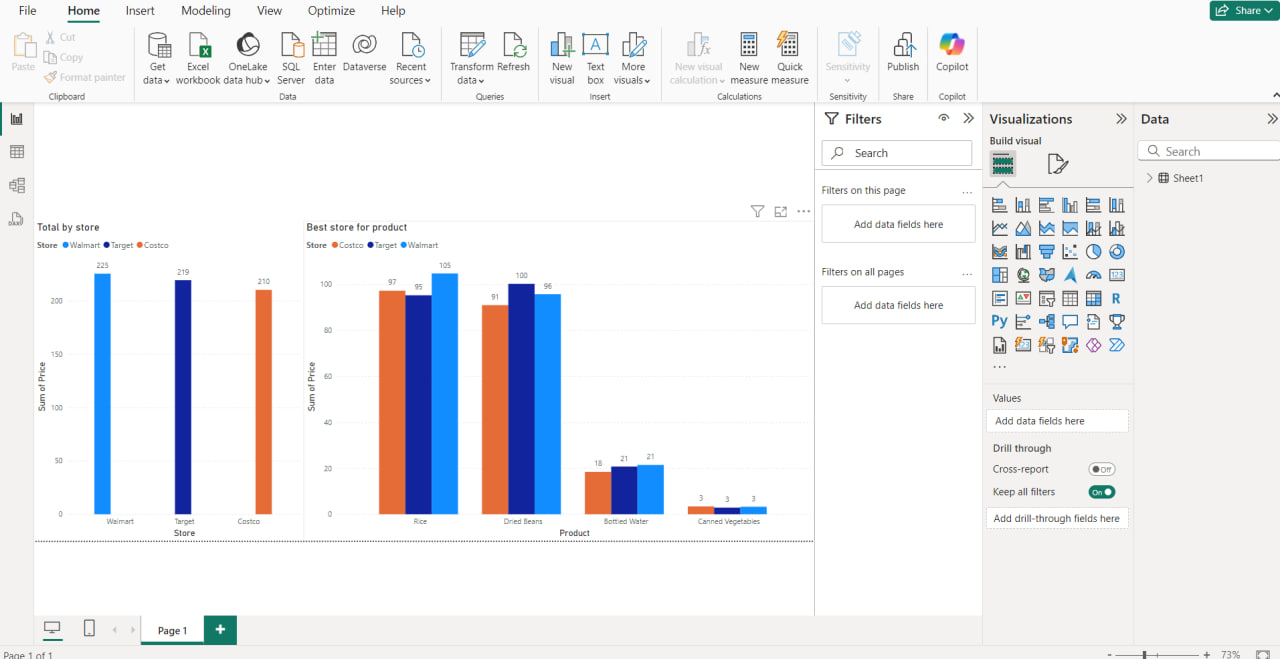 File Home Insert Modeling View Optimize Help
Share
Paste
Cut
Copy
Format painter
Clipboard
Get data
Excel workbook
OneLake data hub
SQL Server
Enter data
Dataverse
Recent sources
Data
Transform data
Refresh
Queries
New visual
Text box
More visuals
Insert
New visual calculation
New measure
Quick measure
Calculations
Sensitivity
Sensitivity
Publish
Share
Copilot
Copilot
DAX
Total by store
Store Walmart Target Costco
225
219
210
200
150
100
50
0
Sum of Price
Walmart Target Costco
Store
Best store for product
Store Costco Target Walmart
97 95 105
91 100 96
18 21 21
3 3 3
100
80
60
40
20
0
Sum of Price
Rice Dried Beans Bottled Water Canned Vegetables
Product
Filters
Search
Filters on this page ...
Add data fields here
Filters on all pages ...
Add data fields here
Visualizations
Build visual
123
R
Py
123
...
Values
Add data fields here
Drill through
Cross-report Off
Keep all filters On
Add drill-through fields here
Data
Search
Sheet1
Page 1
+
Page 1 of 1
- + 73%